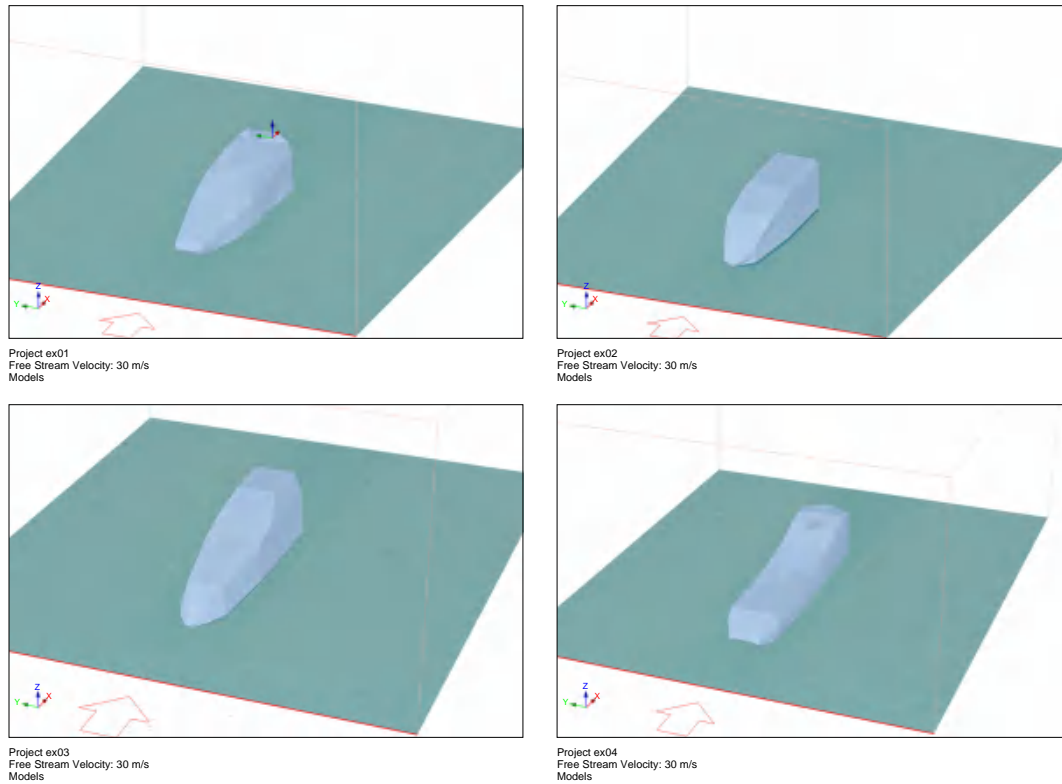 Z
Y
X
Project ex01
Free Stream Velocity: 30 m/s
Models
Z
Y
X
Project ex02
Free Stream Velocity: 30 m/s
Models
Z
Y
X
Project ex03
Free Stream Velocity: 30 m/s
Models
Z
Y
X
Project ex04
Free Stream Velocity: 30 m/s
Models